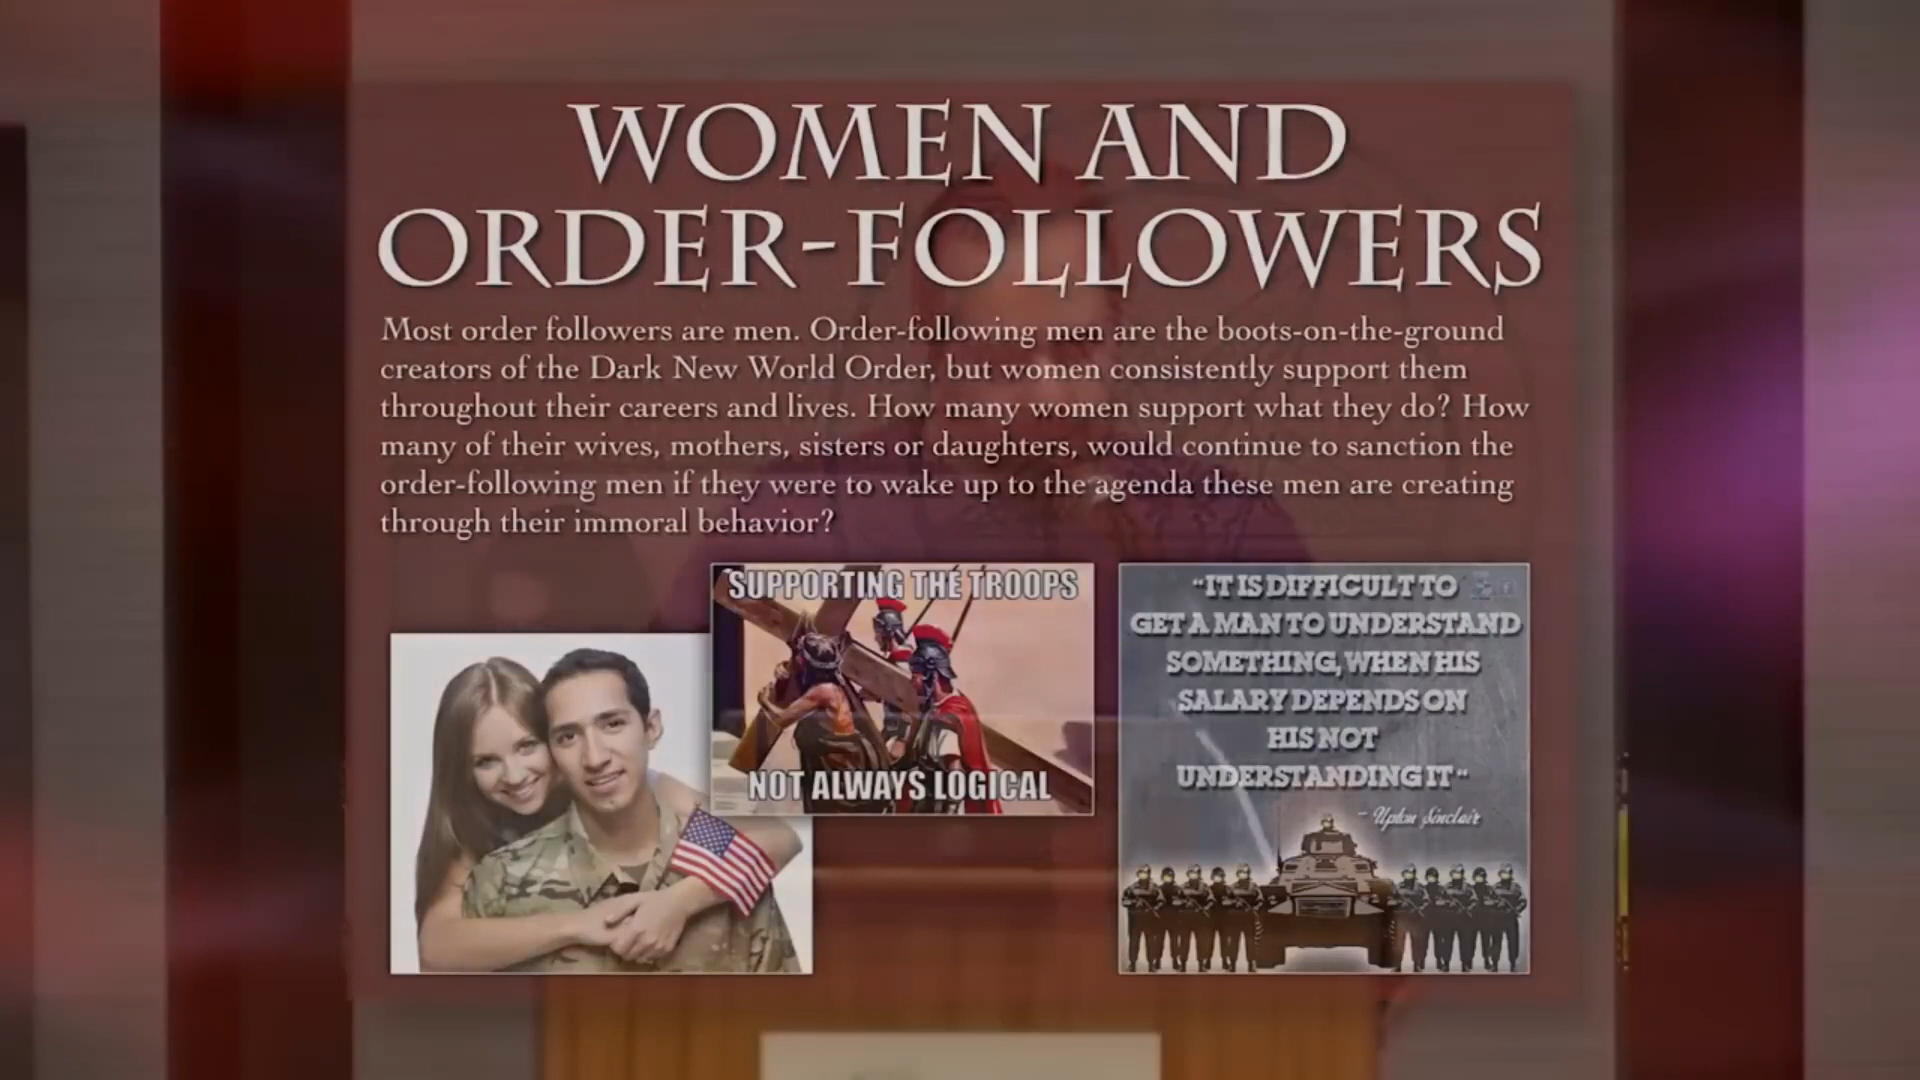 WOMEN AND
ORDER-FOLLOWERS
Most order followers are men. Order-following men are the boots-on-the-ground
creators of the Dark New World Order, but women consistently support them
throughout their careers and lives. How many women support what they do? How
many of their wives, mothers, sisters or daughters, would continue to sanction the
order-following men if they were to wake up to the agenda these men are creating
through their immoral behavior?
SUPPORTING THE TROOPS
NOT ALWAYS LOGICAL
"IT IS DIFFICULT TO
GET A MAN TO UNDERSTAND
SOMETHING, WHEN HIS
SALARY DEPENDS ON
HIS NOT
UNDERSTANDING IT"
- Upton Sinclair